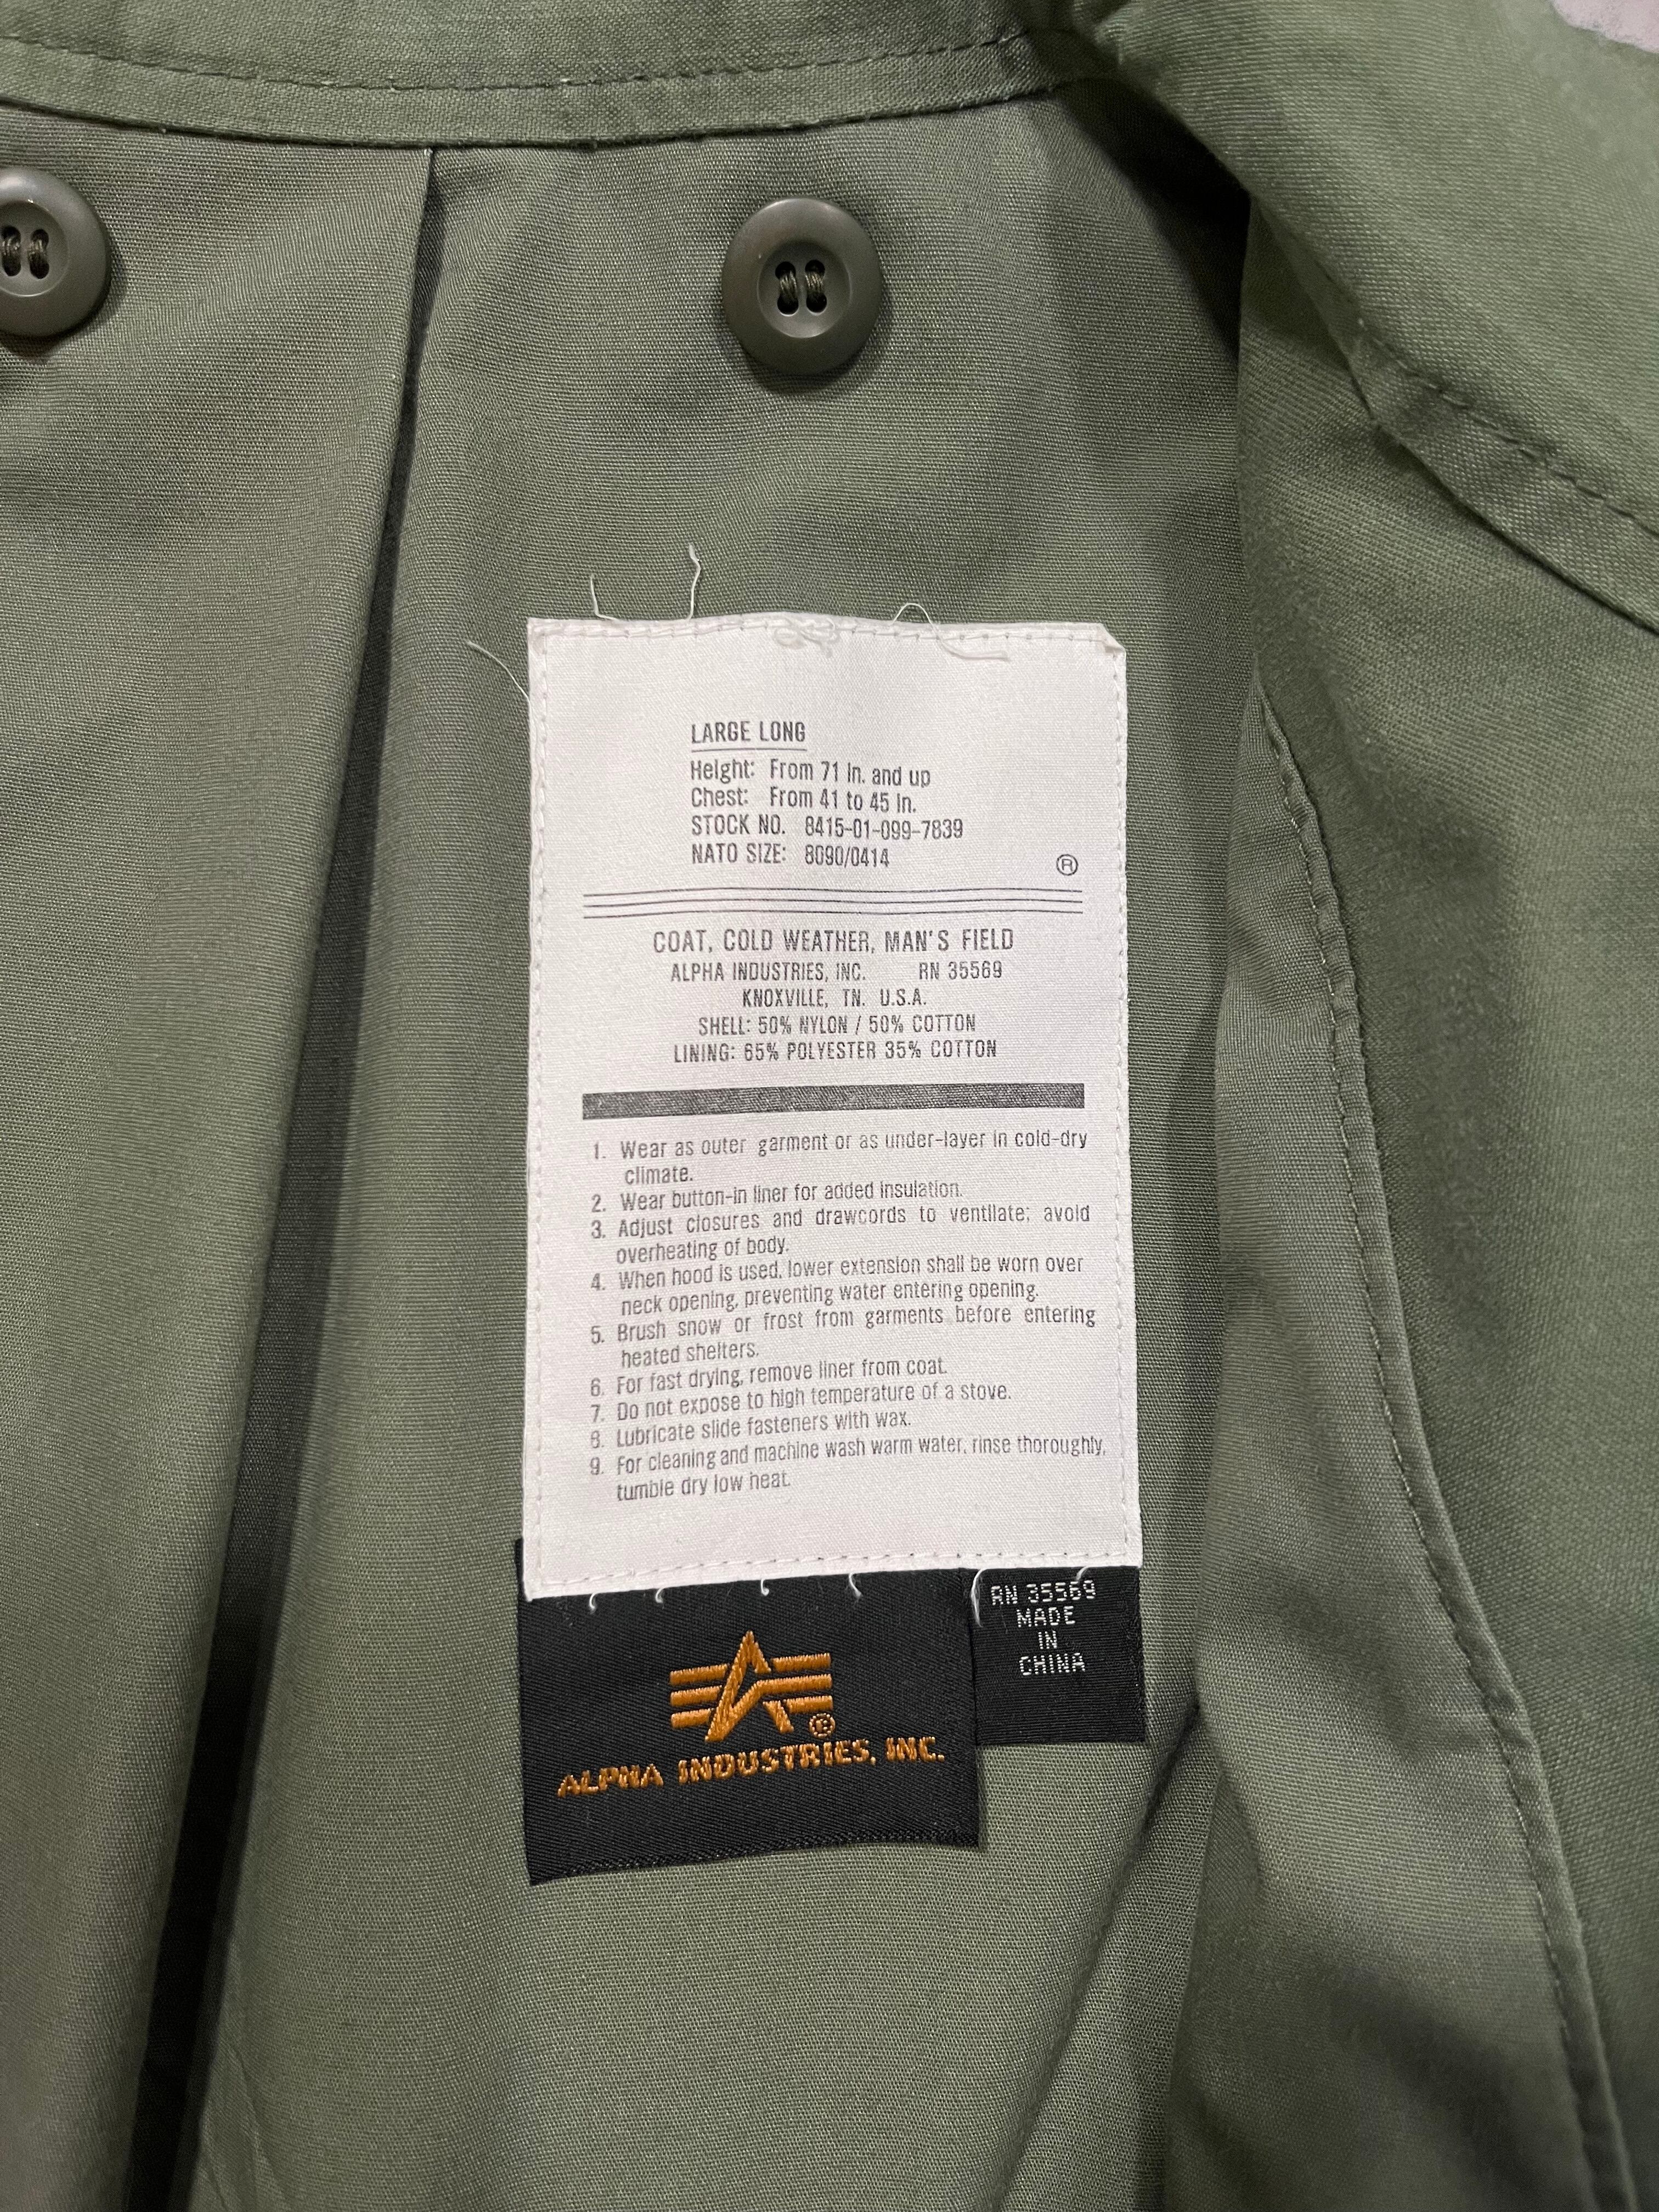 LARGE LONG
Height: From 71 in. and up
Chest: From 41 to 45 in.
STOCK NO. 8415-01-099-7839
NATO SIZE: 8090/0414
®
COAT, COLD WEATHER, MAN'S FIELD
ALPHA INDUSTRIES, INC. RN 35569
KNOXVILLE, TN. U.S.A.
SHELL: 50% NYLON / 50% COTTON
LINING: 65% POLYESTER 35% COTTON
1. Wear as outer garment or as under-layer in cold-dry
climate.
2. Wear button-in liner for added insulation.
3. Adjust closures and drawcords to ventilate; avoid
overheating of body.
4. When hood is used, lower extension shall be worn over
neck opening, preventing water entering opening.
5. Brush snow or frost from garments before entering
heated shelters.
6. For fast drying, remove liner from coat.
7. Do not expose to high temperature of a stove.
8. Lubricate slide fasteners with wax.
9. For cleaning and machine wash warm water, rinse thoroughly,
tumble dry low heat.
RN 35569
MADE
IN
CHINA
®
ALPHA INDUSTRIES, INC.